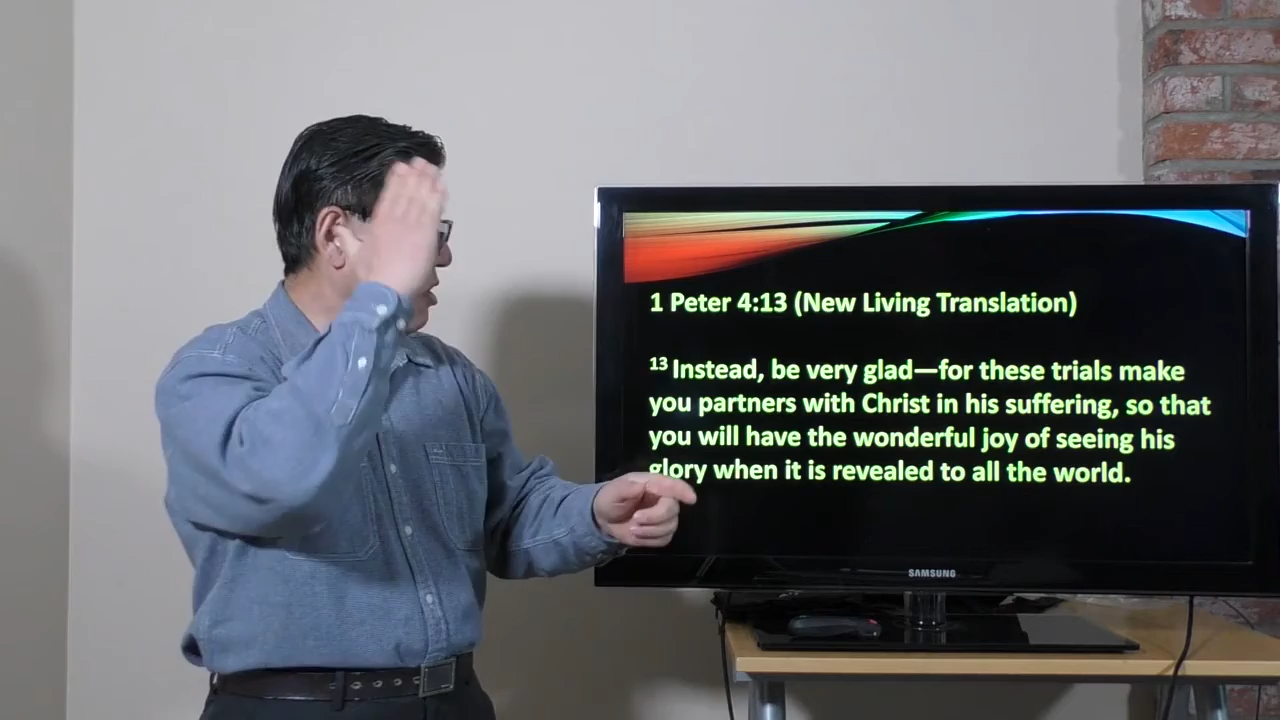 1 Peter 4:13 (New Living Translation)
13 Instead, be very glad—for these trials make
you partners with Christ in his suffering, so that
you will have the wonderful joy of seeing his
glory when it is revealed to all the world.
SAMSUNG